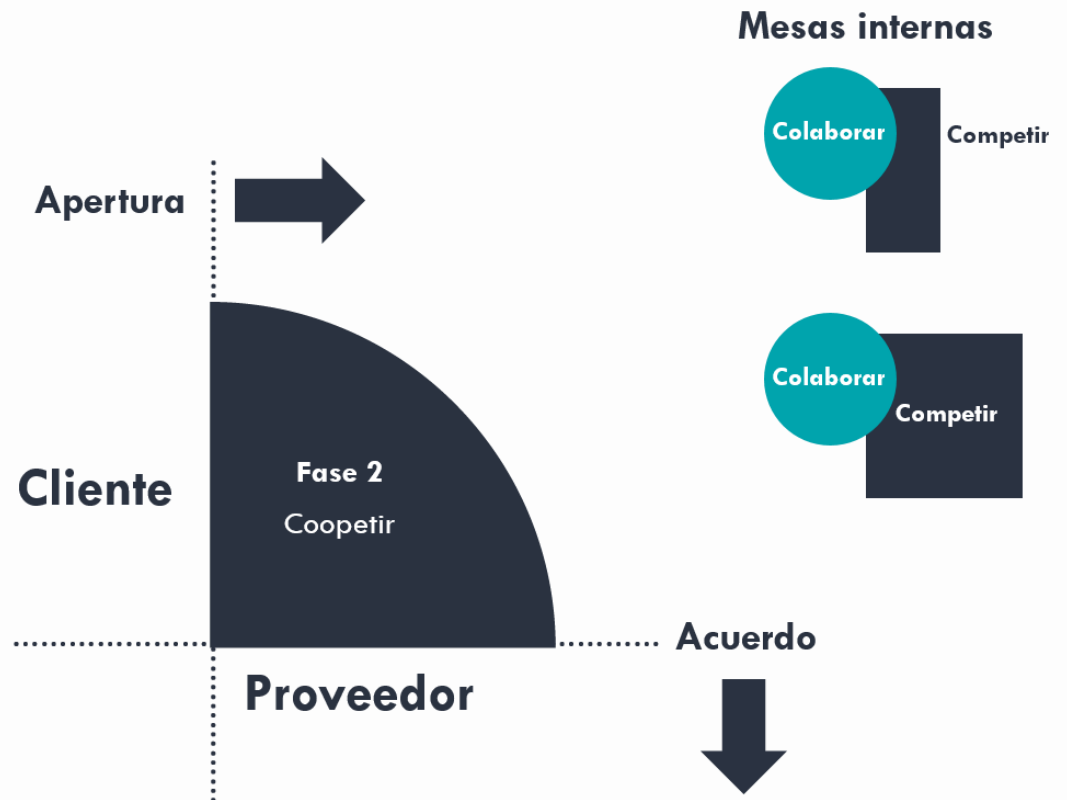 Mesas internas
Colaborar
Competir
Apertura
Colaborar
Competir
Cliente
Fase 2
Coopetir
Acuerdo
Proveedor